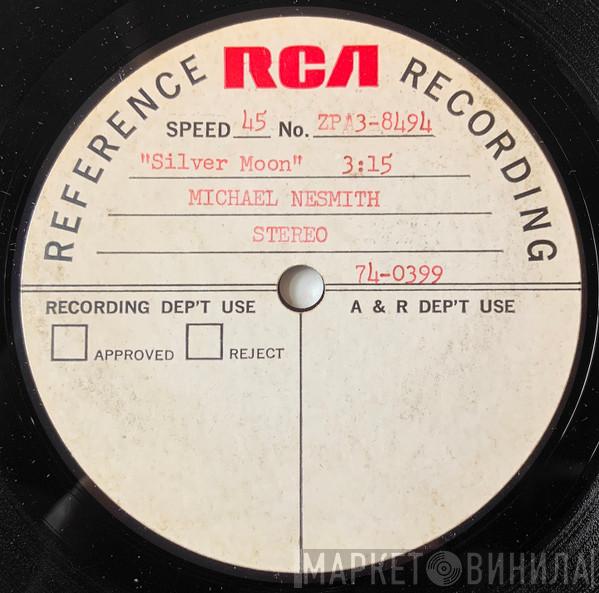 REFERENCE RCA RECORDING
SPEED 45 No. ZPA3-8494
"Silver Moon" 3:15
MICHAEL NESMITH
STEREO
74-0399
RECORDING DEP'T USE
APPROVED REJECT
A & R DEP'T USE
МАРКЕТ ВИНИЛА